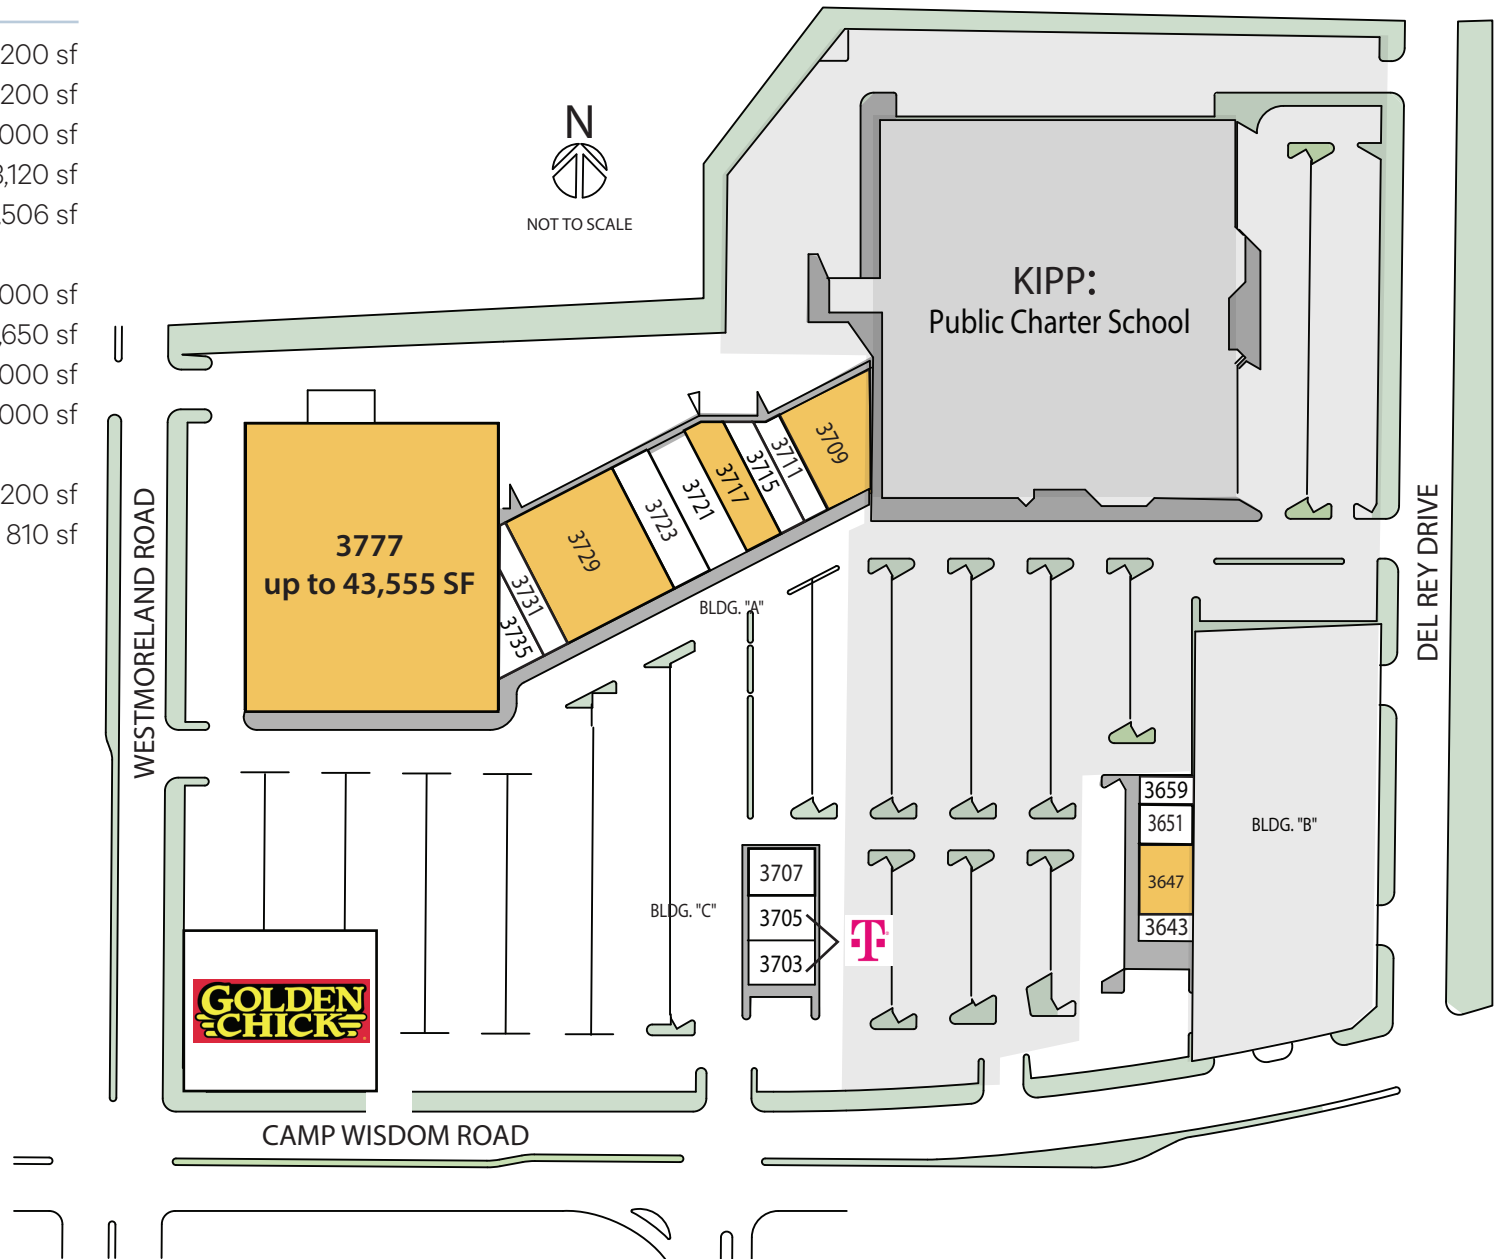 200 sf
200 sf
000 sf
3,120 sf
506 sf
000 sf
,650 sf
000 sf
000 sf
200 sf
810 sf
N
NOT TO SCALE
KIPP:
Public Charter School
WESTMORELAND ROAD
DEL REY DRIVE
3777
up to 43,555 SF
3735
3731
3729
3723
3721
3717
3715
3711
3709
BLDG. "A"
3659
3651
3647
3643
BLDG. "B"
BLDG. "C"
3707
3705
3703
T
GOLDEN
CHICK
CAMP WISDOM ROAD